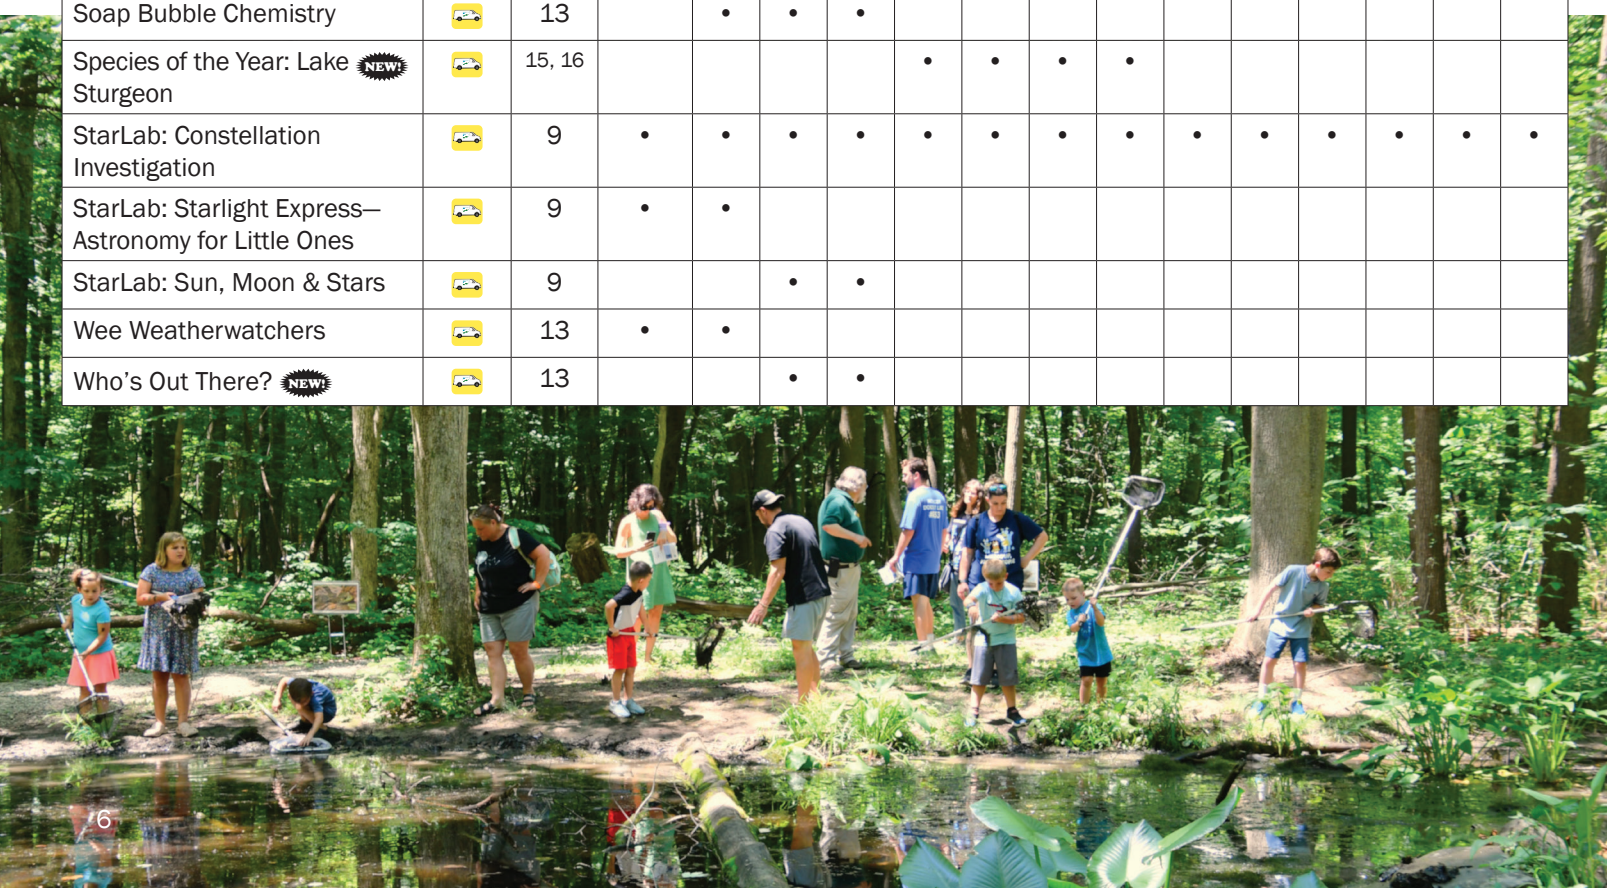 Soap Bubble Chemistry 13 • • •
Species of the Year: Lake NEW! 15, 16 • • • •
Sturgeon
StarLab: Constellation 9 • • • • • • • • • • • • • •
Investigation
StarLab: Starlight Express— 9 • •
Astronomy for Little Ones
StarLab: Sun, Moon & Stars 9 • •
Wee Weatherwatchers 13 • •
Who’s Out There? NEW! 13 • •
6